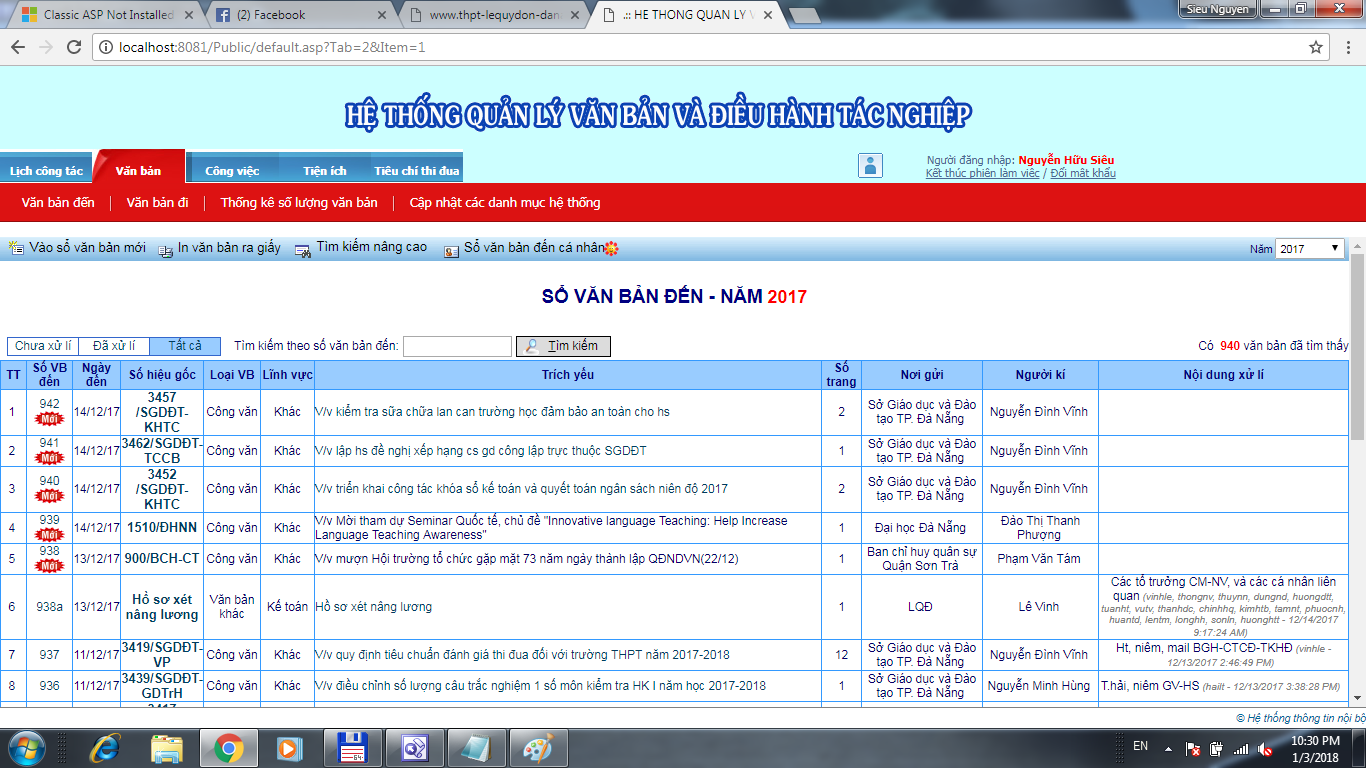 Classic ASP Not Installed
(2) Facebook
www.thpt-lequydon-dan
.:: HE THONG QUAN LY V
Sieu Nguyen
localhost:8081/Public/default.asp?Tab=2&Item=1
HỆ THỐNG QUẢN LÝ VĂN BẢN VÀ ĐIỀU HÀNH TÁC NGHIỆP
Lịch công tác Văn bản Công việc Tiện ích Tiêu chí thi đua
Người đăng nhập: Nguyễn Hữu Siêu
Kết thúc phiên làm việc / Đổi mật khẩu
Văn bản đến Văn bản đi Thống kê số lượng văn bản Cập nhật các danh mục hệ thống
Vào sổ văn bản mới In văn bản ra giấy Tìm kiếm nâng cao Sổ văn bản đến cá nhân
Năm 2017
SỔ VĂN BẢN ĐẾN - NĂM 2017
Chưa xử lí Đã xử lí Tất cả Tìm kiếm theo số văn bản đến: Tìm kiếm Có 940 văn bản đã tìm thấy
TT Số VB đến Ngày đến Số hiệu gốc Loại VB Lĩnh vực Trích yếu Số trang Nơi gửi Người kí Nội dung xử lí
1 942 Mới 14/12/17 3457 /SGDĐT-KHTC Công văn Khác V/v kiểm tra sữa chữa lan can trường học đảm bảo an toàn cho hs 2 Sở Giáo dục và Đào tạo TP. Đà Nẵng Nguyễn Đình Vĩnh
2 941 Mới 14/12/17 3462/SGDĐT-TCCB Công văn Khác V/v lập hs đề nghị xếp hạng cs gd công lập trực thuộc SGDĐT 1 Sở Giáo dục và Đào tạo TP. Đà Nẵng Nguyễn Đình Vĩnh
3 940 Mới 14/12/17 3452 /SGDĐT-KHTC Công văn Khác V/v triển khai công tác khóa sổ kế toán và quyết toán ngân sách niên độ 2017 2 Sở Giáo dục và Đào tạo TP. Đà Nẵng Nguyễn Đình Vĩnh
4 939 Mới 14/12/17 1510/ĐHNN Công văn Khác V/v Mời tham dự Seminar Quốc tế, chủ đề "Innovative language Teaching: Help Increase Language Teaching Awareness" 1 Đại học Đà Nẵng Đào Thị Thanh Phượng
5 938 Mới 13/12/17 900/BCH-CT Công văn Khác V/v mượn Hội trường tổ chức gặp mặt 73 năm ngày thành lập QĐNDVN(22/12) 1 Ban chỉ huy quân sự Quận Sơn Trà Phạm Văn Tám
6 938a 13/12/17 Hồ sơ xét nâng lương Văn bản khác Kế toán Hồ sơ xét nâng lương 1 LQĐ Lê Vinh Các tổ trưởng CM-NV, và các cá nhân liên quan (vinhle, thongnv, thuynn, dungnd, huongdtt, tuanht, vutv, thanhdc, chinhhq, kimhtb, tamnt, phuocnh, huantd, lentm, longhh, sonln, huonghtt - 12/14/2017 9:17:24 AM)
7 937 11/12/17 3419/SGDĐT-VP Công văn Khác V/v quy định tiêu chuẩn đánh giá thi đua đối với trường THPT năm 2017-2018 12 Sở Giáo dục và Đào tạo TP. Đà Nẵng Nguyễn Đình Vĩnh Ht, niêm, mail BGH-CTCĐ-TKHĐ (vinhle - 12/13/2017 2:46:49 PM)
8 936 11/12/17 3439/SGDĐT-GDTrH Công văn Khác V/v điều chỉnh số lượng câu trắc nghiệm 1 số môn kiểm tra HK I năm học 2017-2018 1 Sở Giáo dục và Đào tạo TP. Đà Nẵng Nguyễn Minh Hùng T.hải, niêm GV-HS (hailt - 12/13/2017 3:38:28 PM)
© Hệ thống thông tin nội bộ
EN
10:30 PM
1/3/2018